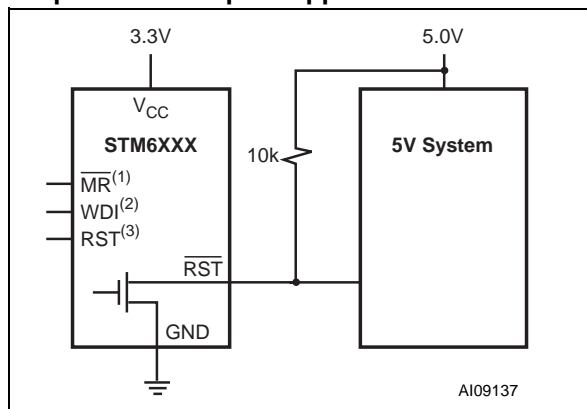 3.3V
5.0V
VCC
STM6XXX
10k
5V System
MR(1)
WDI(2)
RST(3)
RST
GND
AI09137